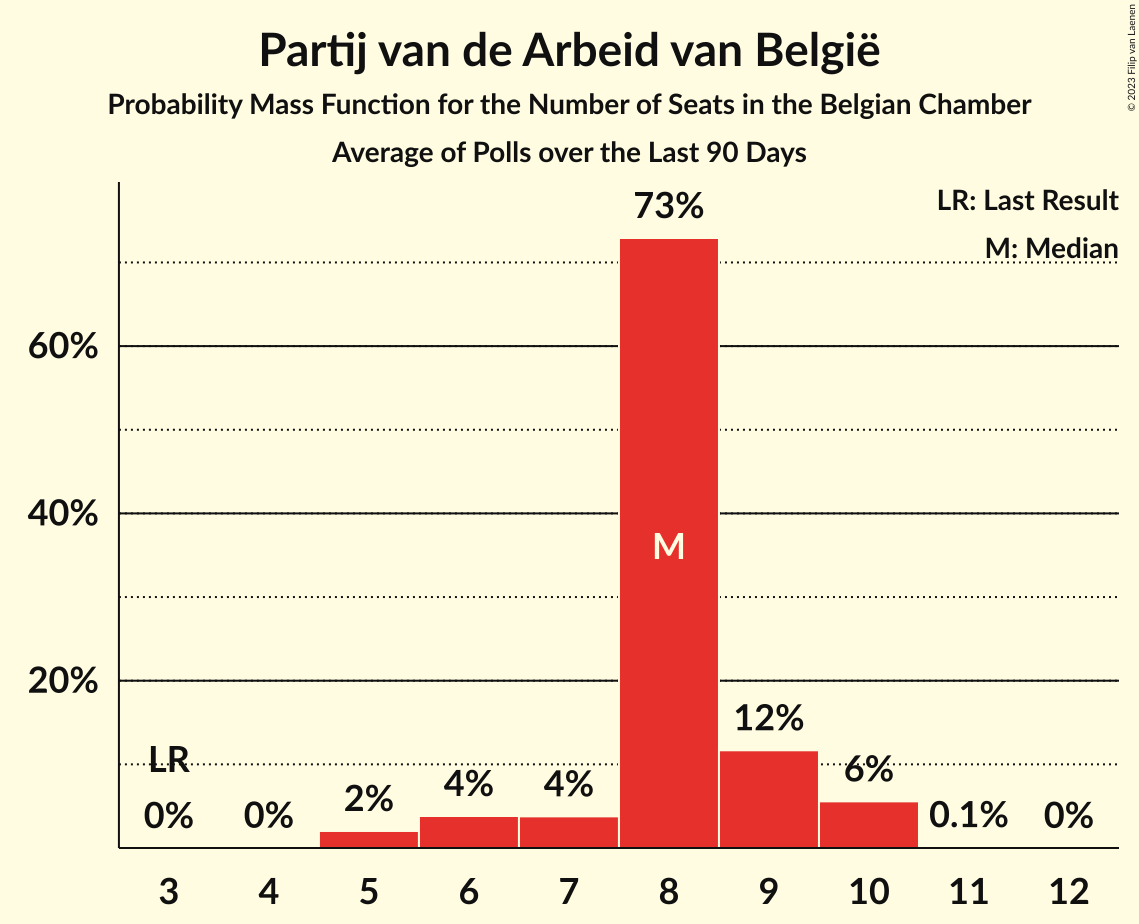 Partij van de Arbeid van België
Probability Mass Function for the Number of Seats in the Belgian Chamber
Average of Polls over the Last 90 Days
© 2023 Filip van Laenen
LR: Last Result
M: Median
73%
60%
40%
M
20%
12%
LR
0%
0%
2%
4%
4%
6%
0.1%
0%
3 4 5 6 7 8 9 10 11 12